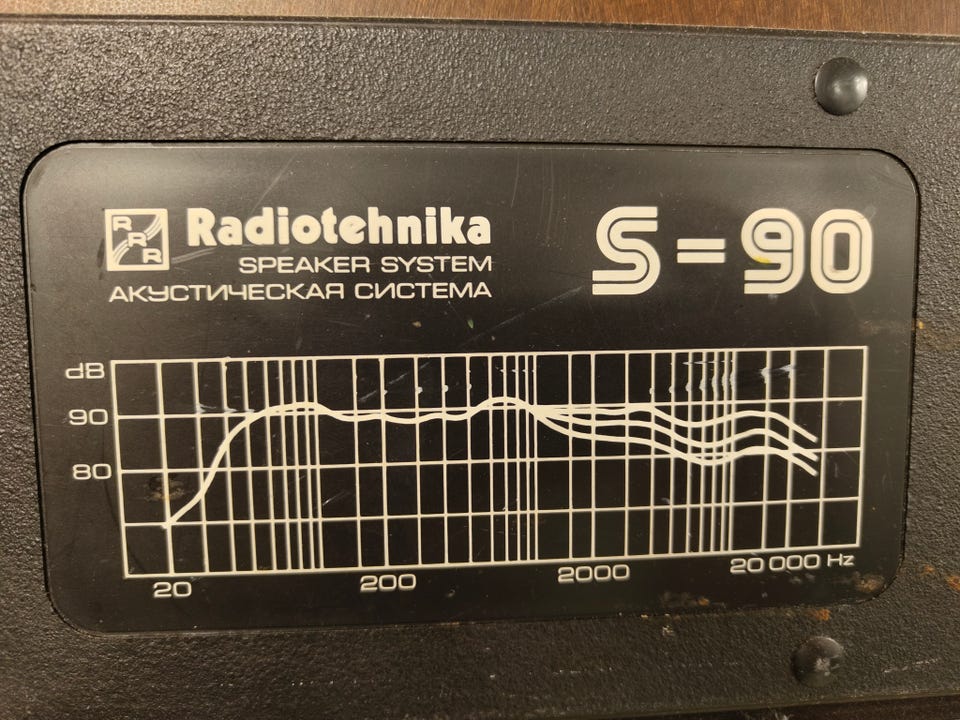 RRR Radiotehnika
SPEAKER SYSTEM
АКУСТИЧЕСКАЯ СИСТЕМА
S=90
dB
90
80
20 200 2000 20 000 Hz